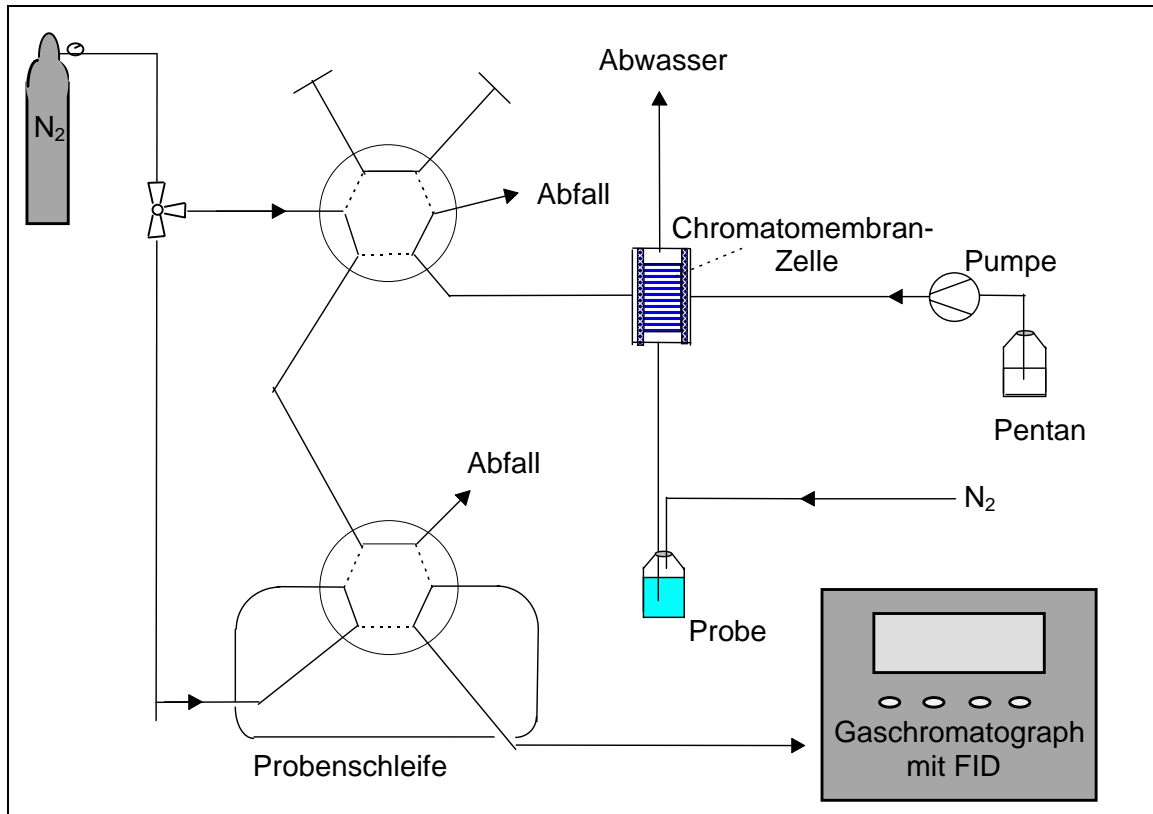 N2
Abwasser
Abfall
Chromatomembran-
Zelle
Pumpe
Pentan
Abfall
N2
Probe
Probenschleife
Gaschromatograph
mit FID